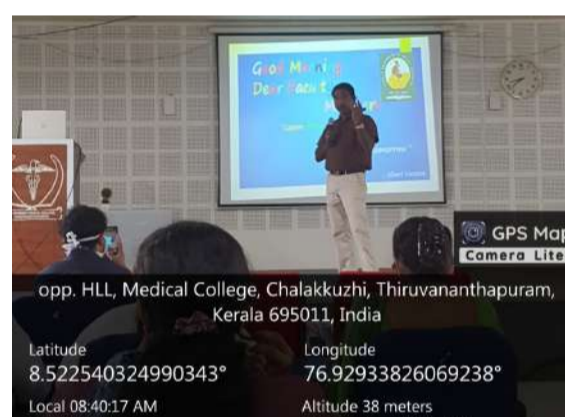 Good Morning
Dear
GPS Map
Camera Lite
opp. HLL, Medical College, Chalakkuzhi, Thiruvananthapuram,
Kerala 695011, India
Latitude
Longitude
8.522540324990343°
76.92933826069238°
Local 08:40:17 AM
Altitude 38 meters